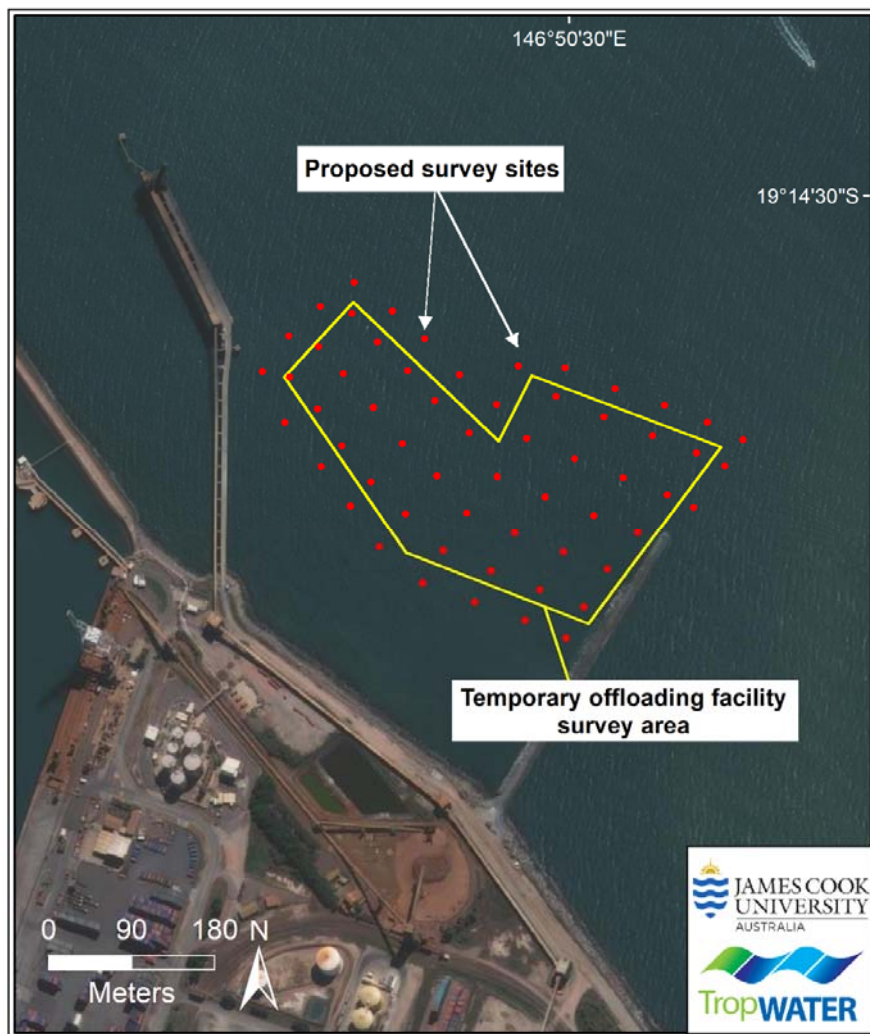 146°50'30"E
19°14'30"S
Proposed survey sites
Temporary offloading facility
survey area
0 90 180 N
Meters
JAMES COOK
UNIVERSITY
AUSTRALIA
TropWATER